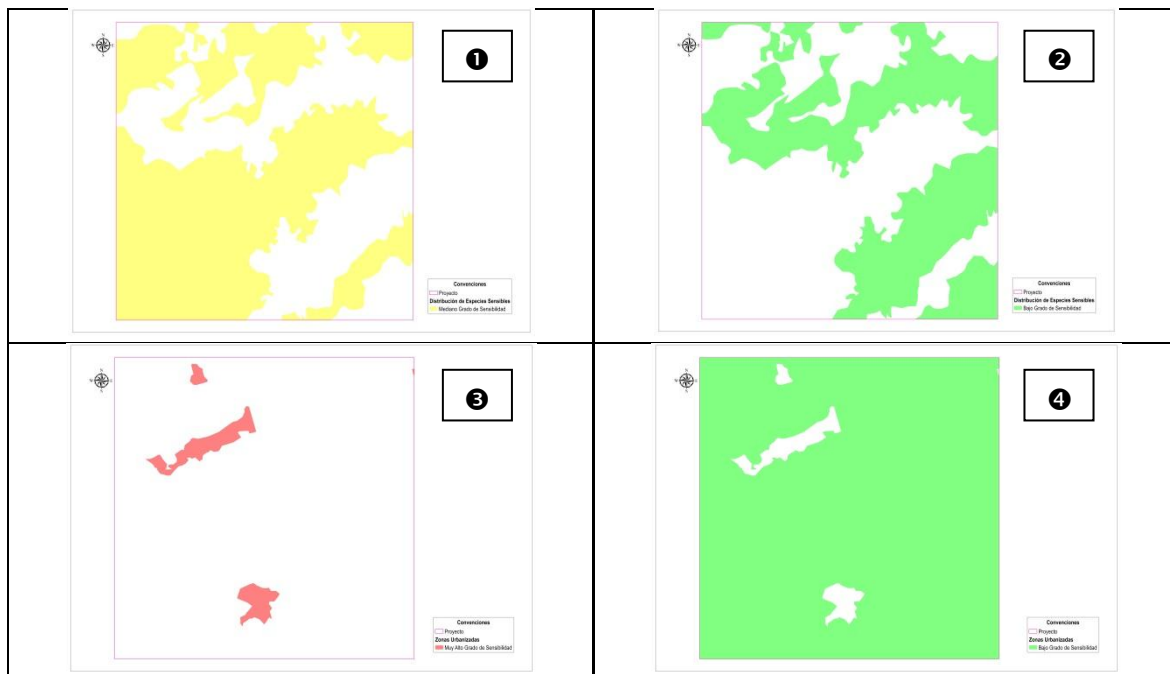 ❶
Convenciones
Proyecto
Distribución de Especies Sensibles
Mediano Grado de Sensibilidad
❷
Convenciones
Proyecto
Distribución de Especies Sensibles
Bajo Grado de Sensibilidad
❸
Convenciones
Proyecto
Zonas Urbanizadas
Muy Alto Grado de Sensibilidad
❹
Convenciones
Proyecto
Zonas Urbanizadas
Bajo Grado de Sensibilidad